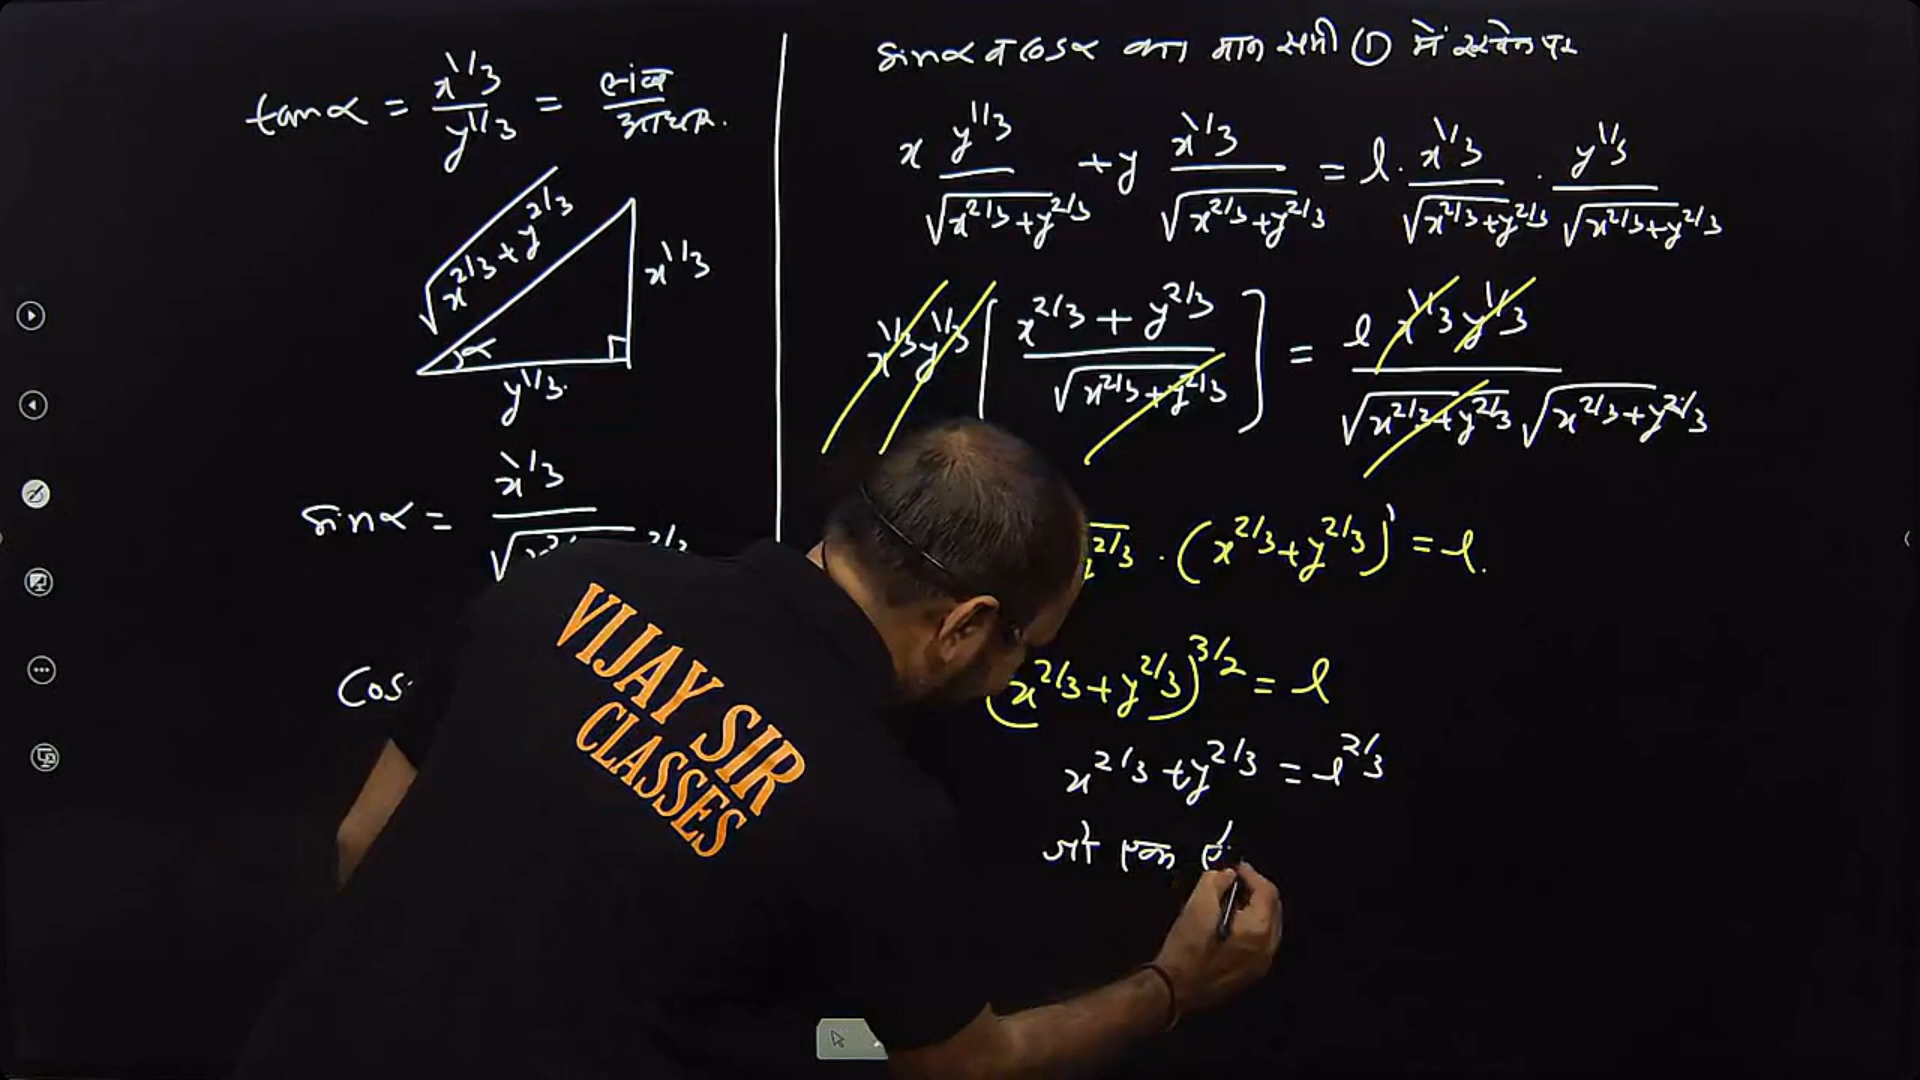 tanα = x^1/3 / y^1/3 = लंब / आधार.
√x^2/3 + y^2/3
x^1/3
α
y^1/3.
sinα = x^1/3 / √
Cos
sinα व cosα का मान समी ① में रखने पर
x y^1/3 / √x^2/3+y^2/3 + y x^1/3 / √x^2/3+y^2/3 = l. x^1/3 / √x^2/3+y^2/3 . y^1/3 / √x^2/3+y^2/3
x^1/3 y^1/3 [ x^2/3 + y^2/3 / √x^2/3+y^2/3 ] = l x^1/3 y^1/3 / √x^2/3+y^2/3 √x^2/3+y^2/3
^2/3 . (x^2/3+y^2/3)^1 = l.
(x^2/3+y^2/3)^3/2 = l
x^2/3 + y^2/3 = l^2/3
जो एक
VIJAY SIR
CLASSES